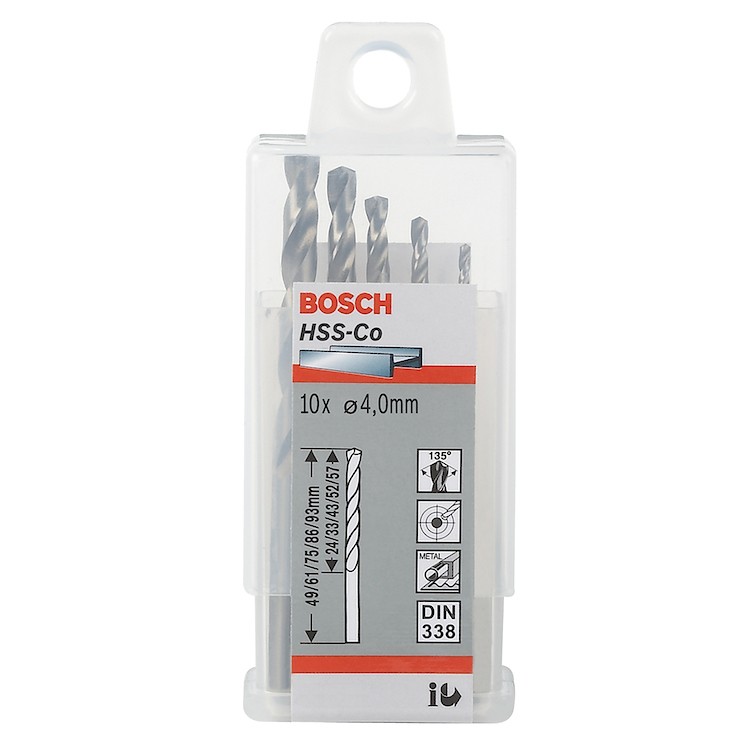 BOSCH
HSS-Co
10x ø4,0mm
135°
49/61/75/86/93mm
24/33/43/52/57
METAL
DIN
338